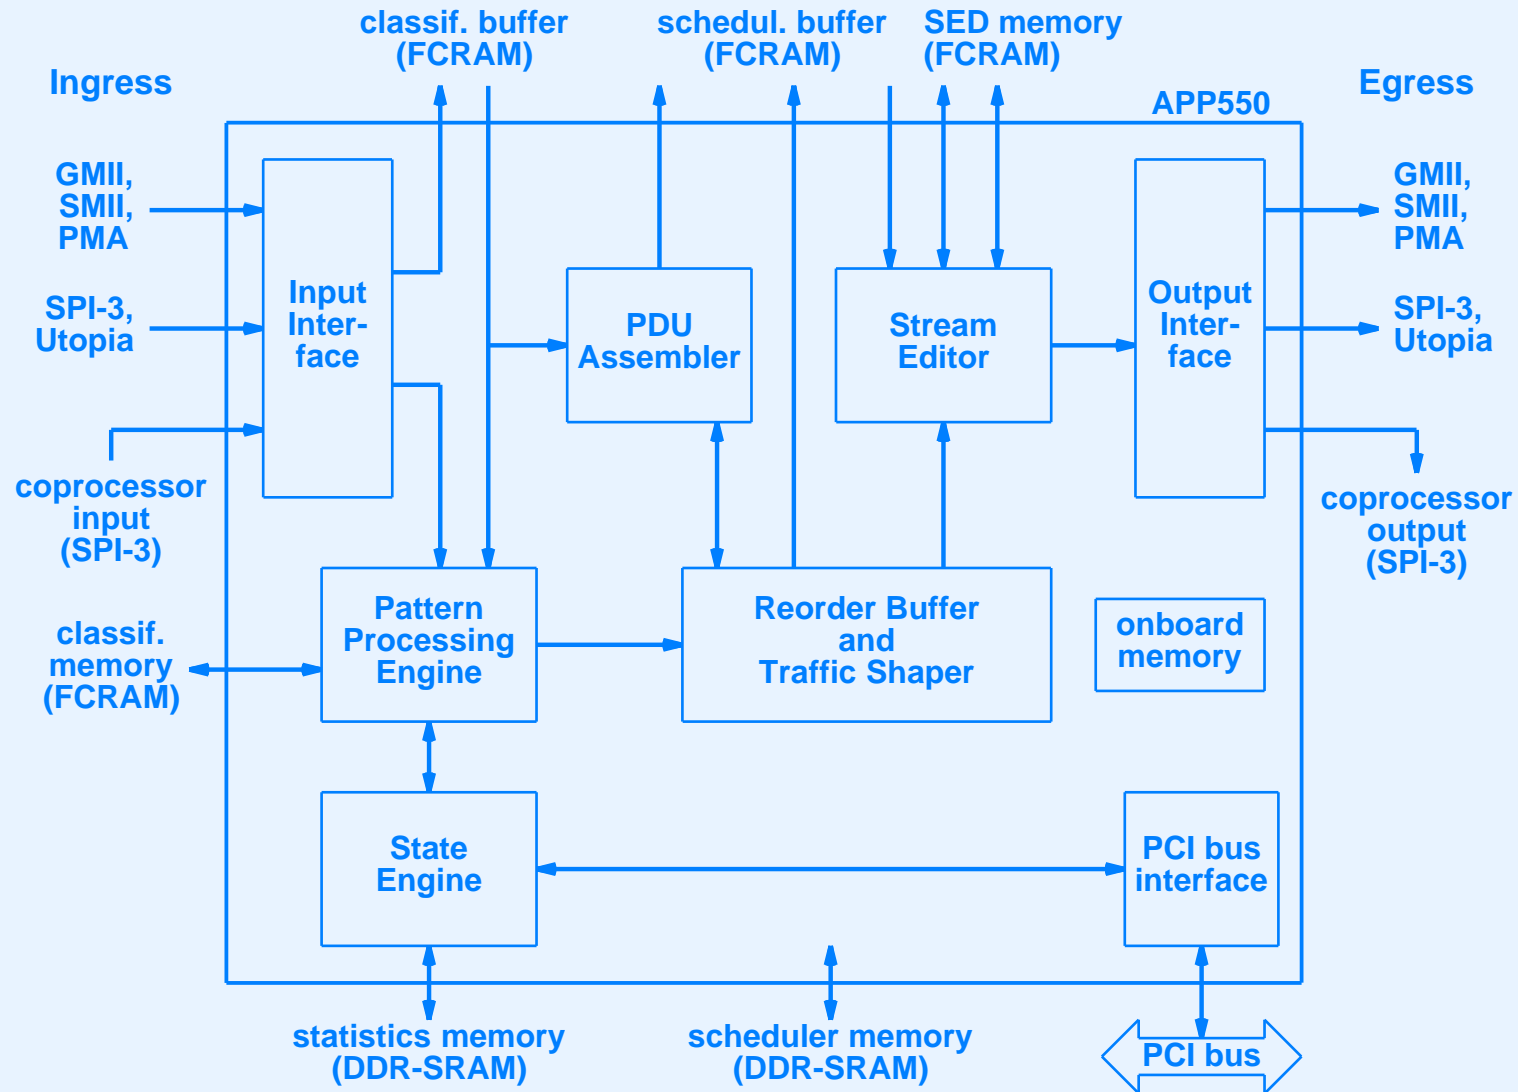 classif. buffer
(FCRAM)
schedul. buffer
(FCRAM)
SED memory
(FCRAM)
Ingress
Egress
APP550
GMII,
SMII,
PMA
SPI-3,
Utopia
coprocessor
input
(SPI-3)
classif.
memory
(FCRAM)
Input
Inter-
face
PDU
Assembler
Stream
Editor
Output
Inter-
face
GMII,
SMII,
PMA
SPI-3,
Utopia
coprocessor
output
(SPI-3)
Pattern
Processing
Engine
Reorder Buffer
and
Traffic Shaper
onboard
memory
State
Engine
PCI bus
interface
statistics memory
(DDR-SRAM)
scheduler memory
(DDR-SRAM)
PCI bus